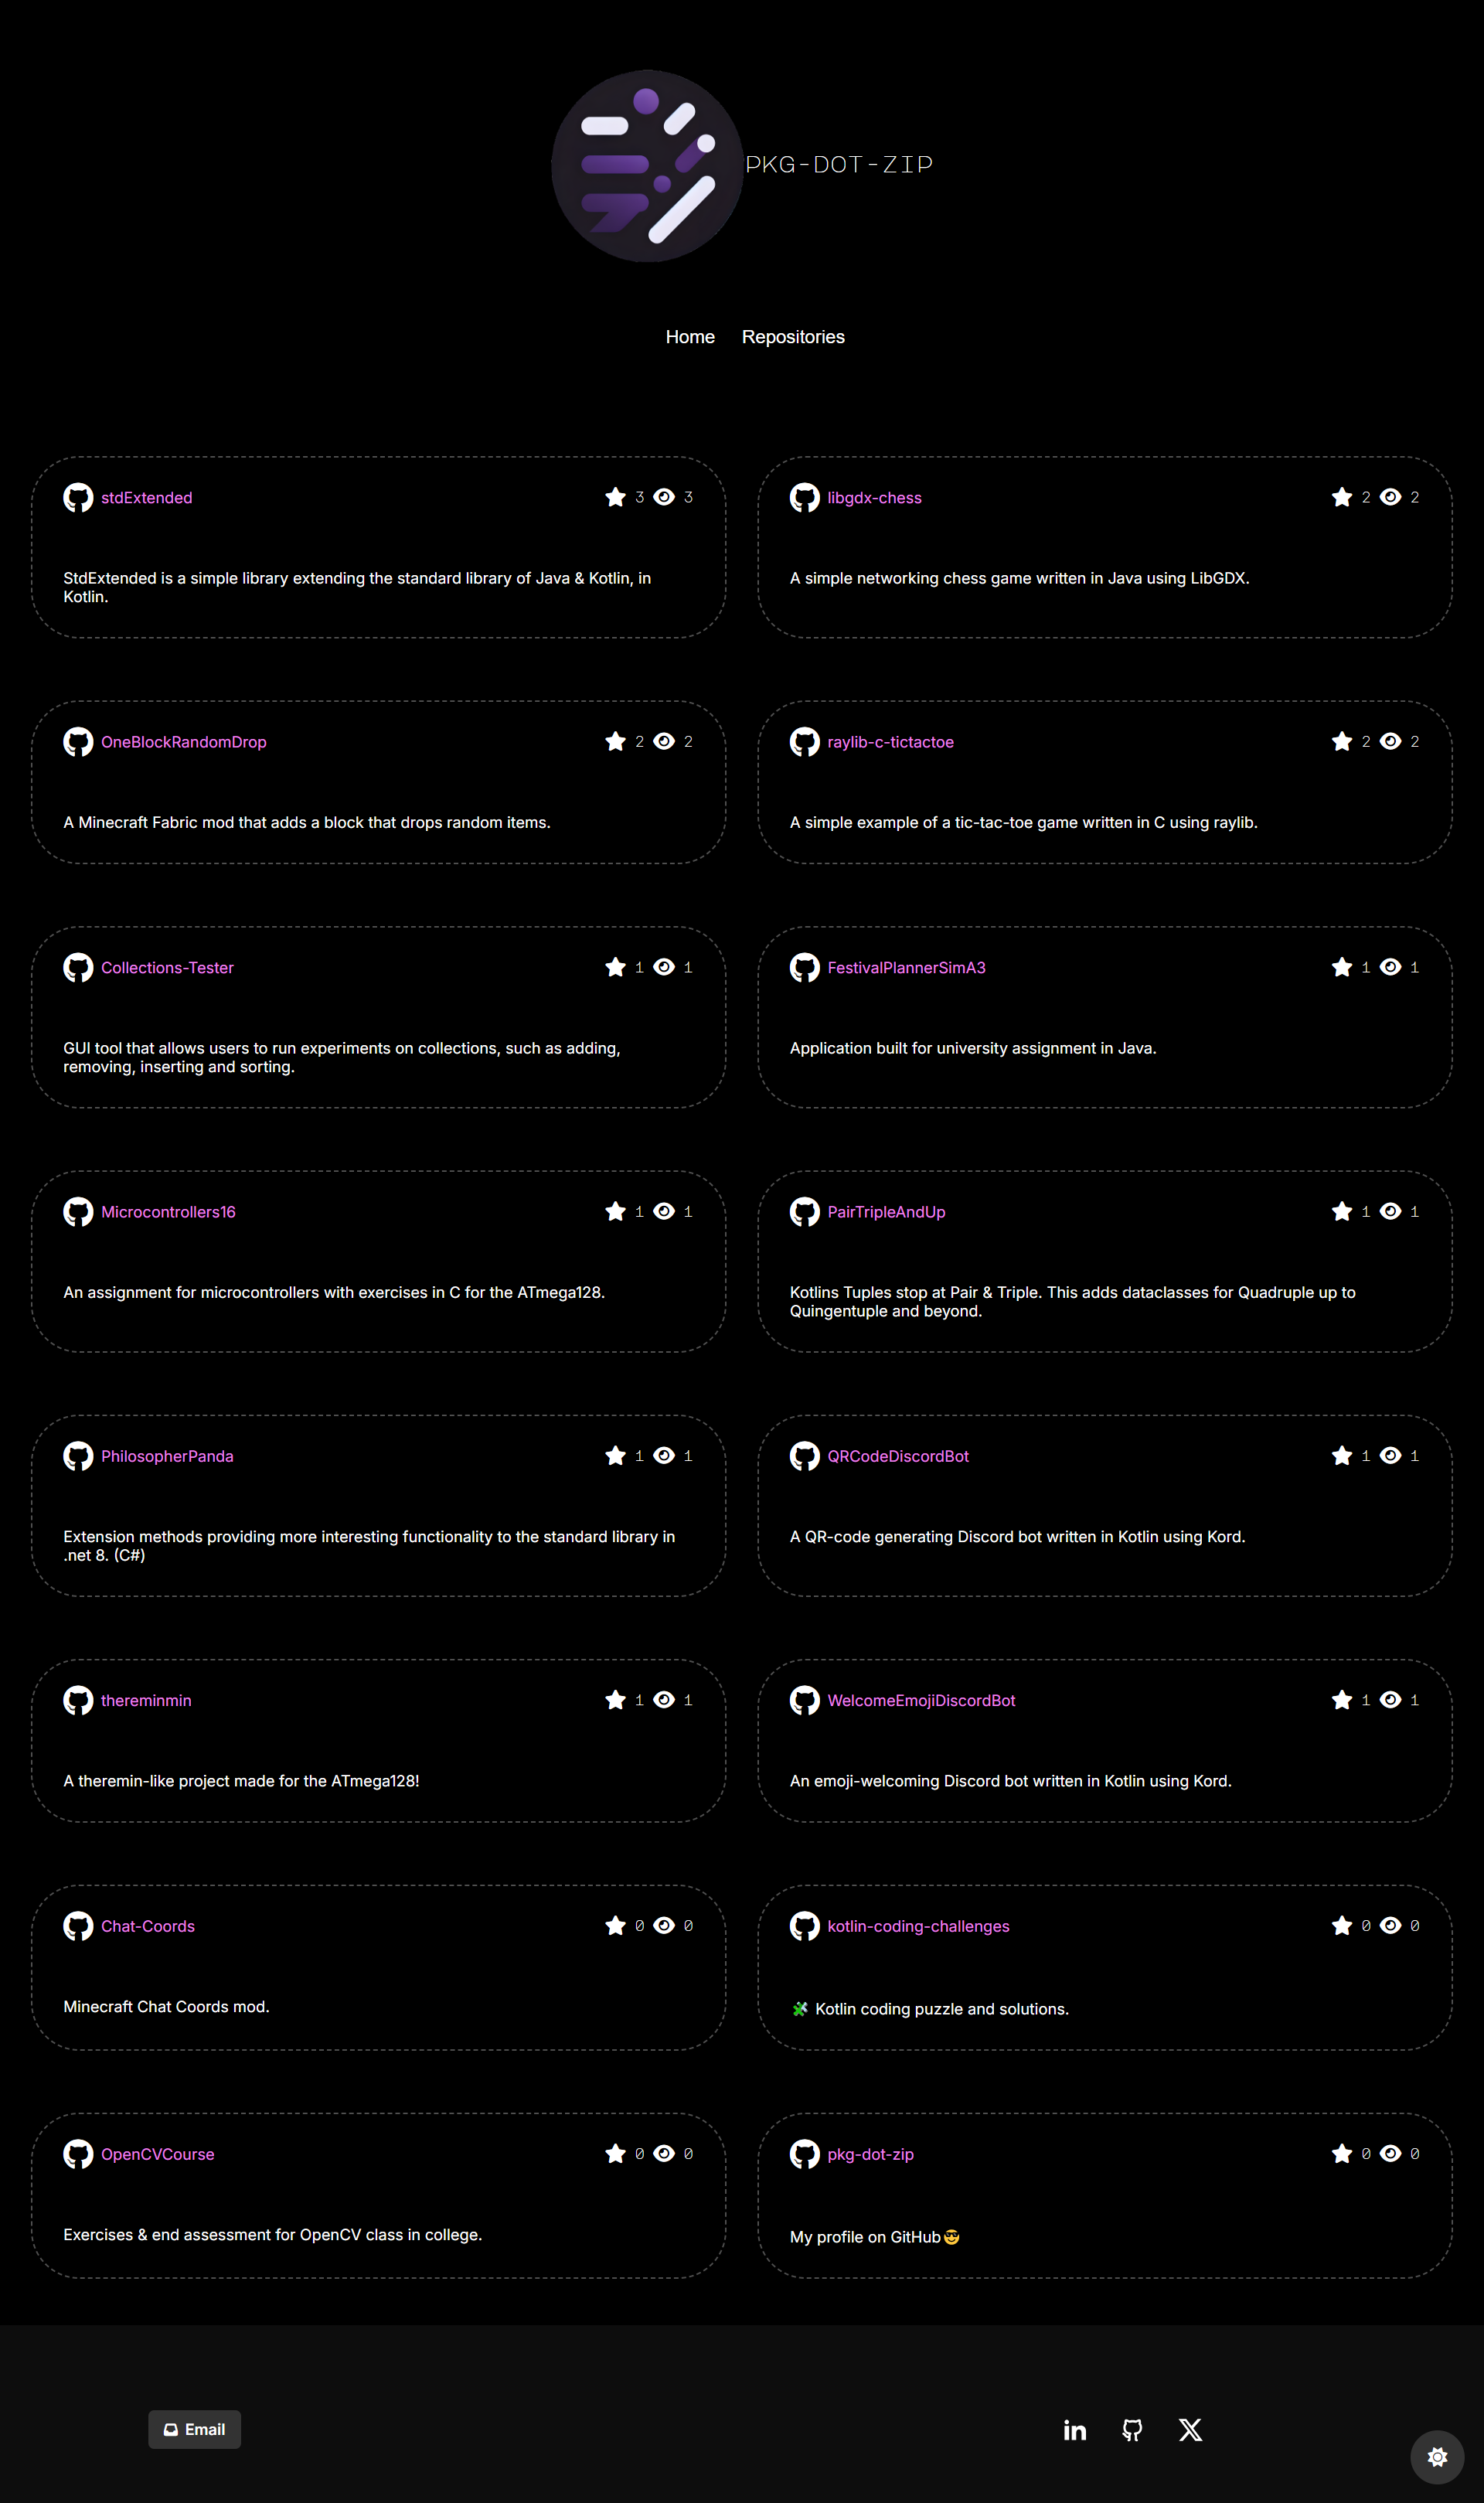 PKG-DOT-ZIP
Home Repositories
stdExtended 3 3
StdExtended is a simple library extending the standard library of Java & Kotlin, in
Kotlin.
libgdx-chess 2 2
A simple networking chess game written in Java using LibGDX.
OneBlockRandomDrop 2 2
A Minecraft Fabric mod that adds a block that drops random items.
raylib-c-tictactoe 2 2
A simple example of a tic-tac-toe game written in C using raylib.
Collections-Tester 1 1
GUI tool that allows users to run experiments on collections, such as adding,
removing, inserting and sorting.
FestivalPlannerSimA3 1 1
Application built for university assignment in Java.
Microcontrollers16 1 1
An assignment for microcontrollers with exercises in C for the ATmega128.
PairTripleAndUp 1 1
Kotlins Tuples stop at Pair & Triple. This adds dataclasses for Quadruple up to
Quingentuple and beyond.
PhilosopherPanda 1 1
Extension methods providing more interesting functionality to the standard library in
.net 8. (C#)
QRCodeDiscordBot 1 1
A QR-code generating Discord bot written in Kotlin using Kord.
thereminmin 1 1
A theremin-like project made for the ATmega128!
WelcomeEmojiDiscordBot 1 1
An emoji-welcoming Discord bot written in Kotlin using Kord.
Chat-Coords 0 0
Minecraft Chat Coords mod.
kotlin-coding-challenges 0 0
🧩 Kotlin coding puzzle and solutions.
OpenCVCourse 0 0
Exercises & end assessment for OpenCV class in college.
pkg-dot-zip 0 0
My profile on GitHub😎
Email